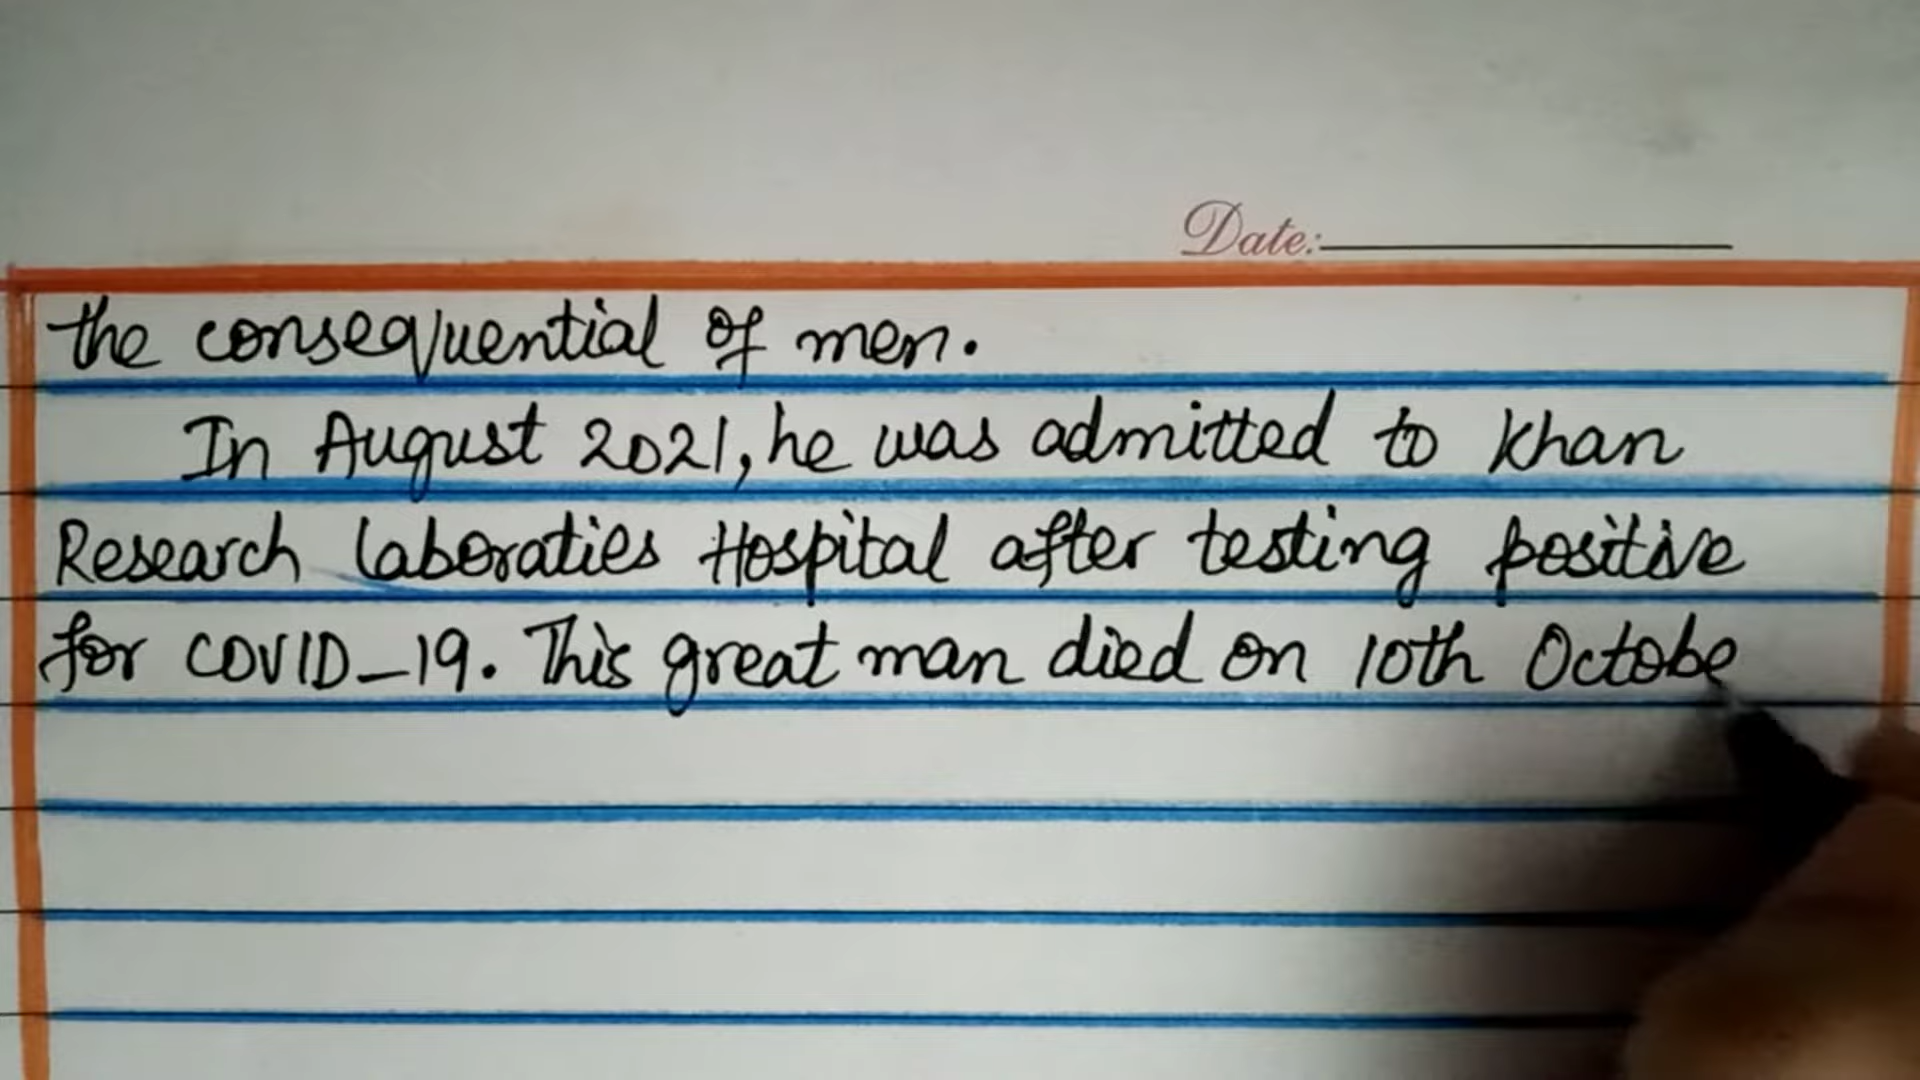 Date:
the consequential of men.
In August 2021, he was admitted to Khan
Research laboraties Hospital after testing positive
for COVID_19. This great man died on 10th Octobe